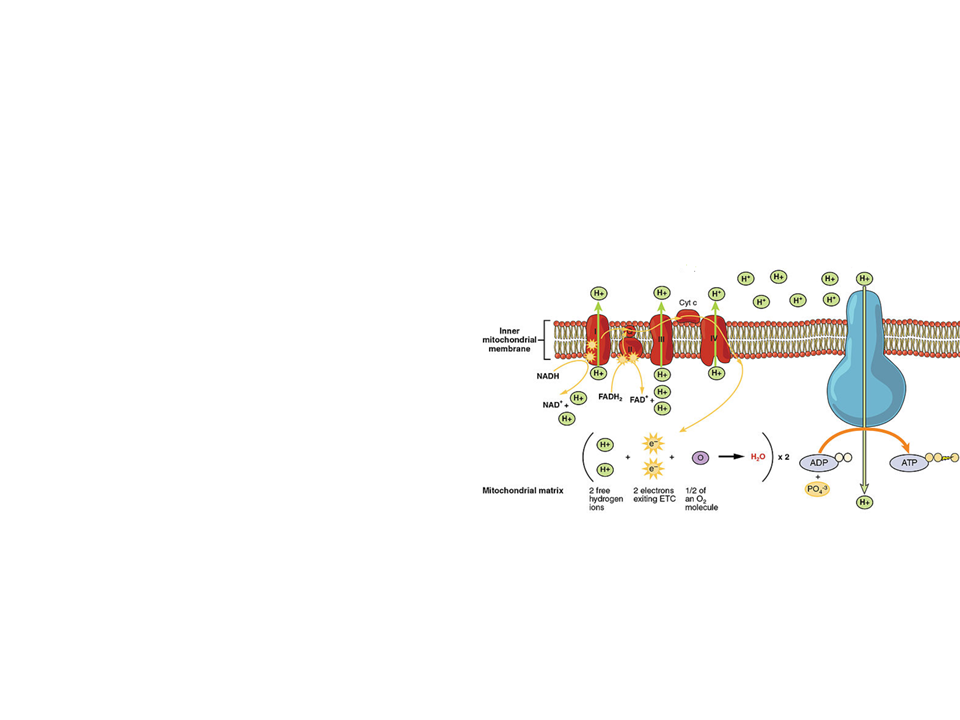 H⁺ H⁺ H+ H+
H+ H+ H⁺
H⁺ H⁺ H⁺
Cyt c
Inner
mitochondrial
membrane
I II III IV
H+ H+ H+
NADH
NAD⁺ + H+
H+
FADH₂ FAD⁺ + H+
H+
H+ e⁻
+ + O H₂O x 2
H+ e⁻
ADP ATP
+
PO₄⁻³
H+
Mitochondrial matrix
2 free
hydrogen
ions
2 electrons
exiting ETC
1/2 of
an O₂
molecule